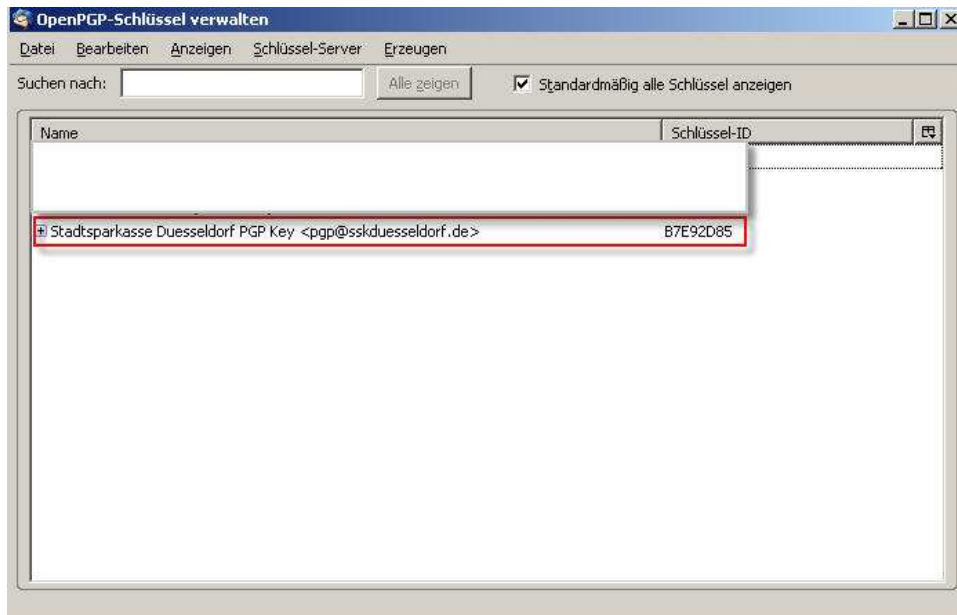 OpenPGP-Schlüssel verwalten
Datei Bearbeiten Anzeigen Schlüssel-Server Erzeugen
Suchen nach: Alle zeigen Standardmäßig alle Schlüssel anzeigen
Name Schlüssel-ID
Stadtsparkasse Duesseldorf PGP Key <pgp@sskduesseldorf.de> B7E92D85